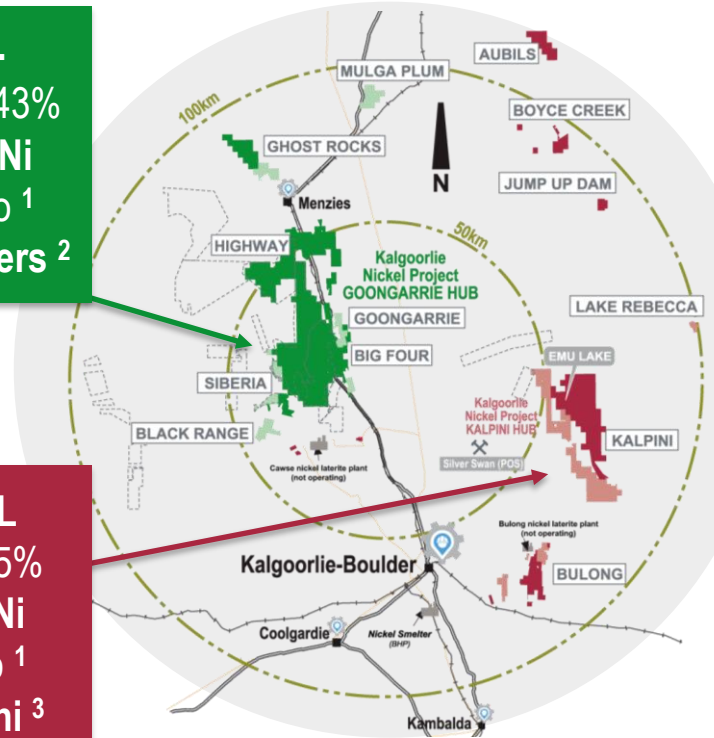 43%
Ni
1
ers 2
L
5%
Ni
1
ni 3
AUBILS
MULGA PLUM
100km
BOYCE CREEK
GHOST ROCKS
N
JUMP UP DAM
Menzies
50km
HIGHWAY
Kalgoorlie
Nickel Project
GOONGARRIE HUB
LAKE REBECCA
GOONGARRIE
EMU LAKE
BIG FOUR
SIBERIA
Kalgoorlie
Nickel Project
KALPINI HUB
BLACK RANGE
KALPINI
Cawse nickel laterite plant
(not operating)
Silver Swan (POS)
Bulong nickel laterite plant
(not operating)
Kalgoorlie-Boulder
BULONG
Coolgardie
Nickel Smelter
(BHP)
Kambalda